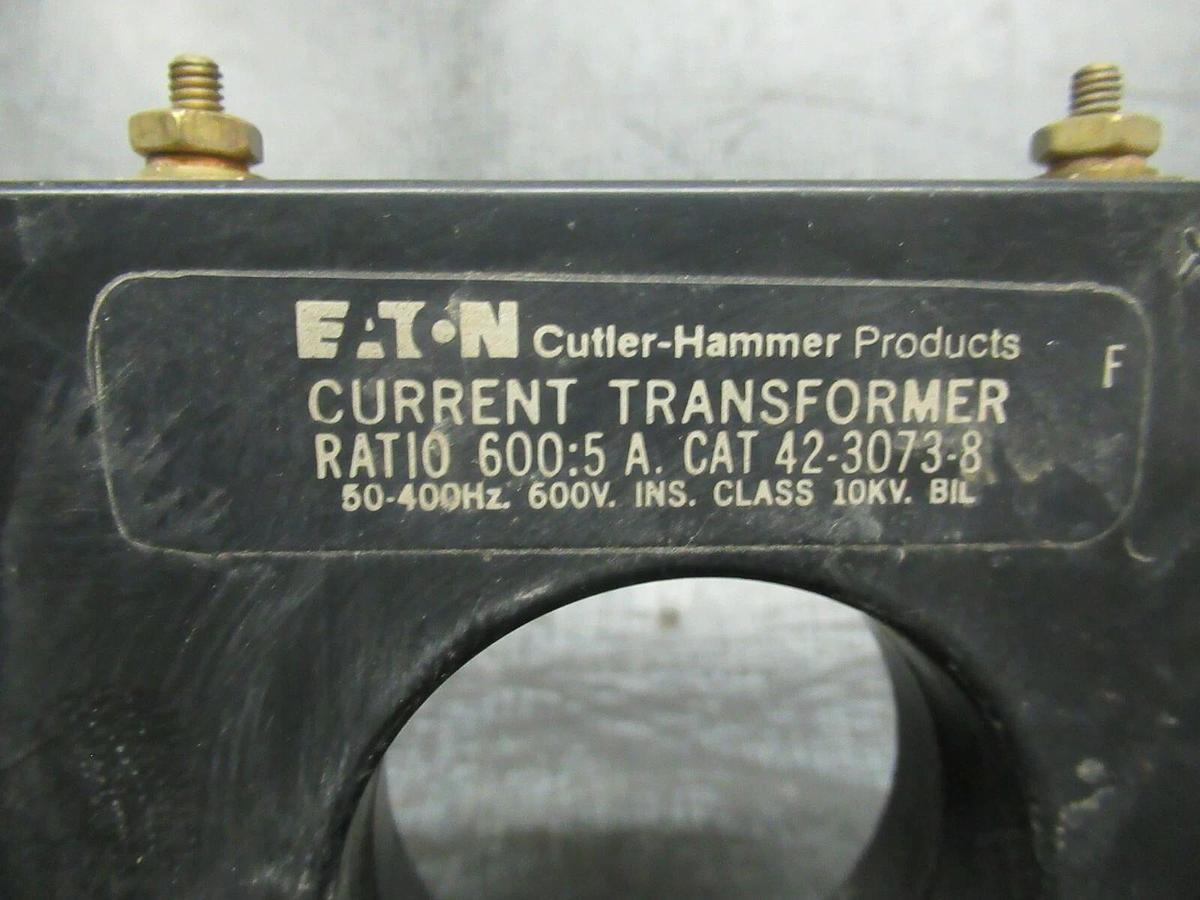 EATON Cutler-Hammer Products
F
CURRENT TRANSFORMER
RATIO 600:5 A. CAT 42-3073-8
50-400Hz. 600V. INS. CLASS 10KV. BIL